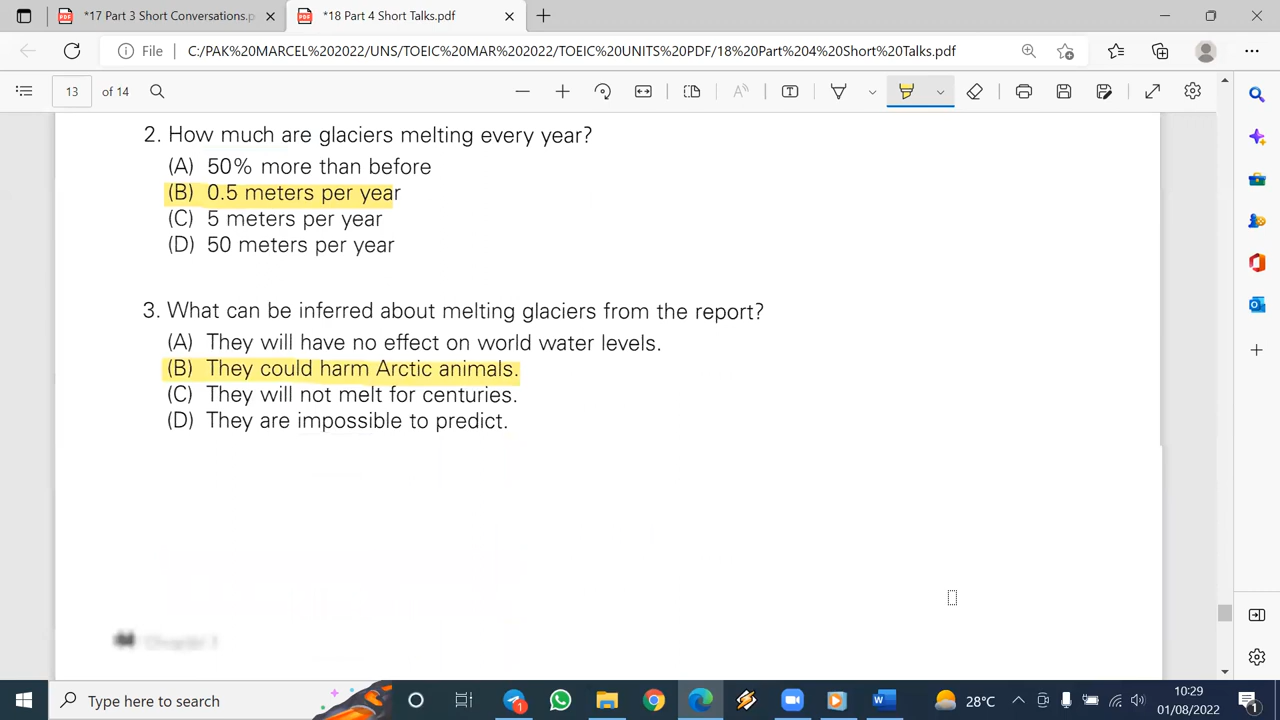 *17 Part 3 Short Conversations.p
*18 Part 4 Short Talks.pdf
File C:/PAK%20MARCEL%202022/UNS/TOEIC%20MAR%202022/TOEIC%20UNITS%20PDF/18%20Part%204%20Short%20Talks.pdf
13 of 14
2. How much are glaciers melting every year?
(A) 50% more than before
(B) 0.5 meters per year
(C) 5 meters per year
(D) 50 meters per year
3. What can be inferred about melting glaciers from the report?
(A) They will have no effect on world water levels.
(B) They could harm Arctic animals.
(C) They will not melt for centuries.
(D) They are impossible to predict.
Type here to search
28°C
10:29
01/08/2022